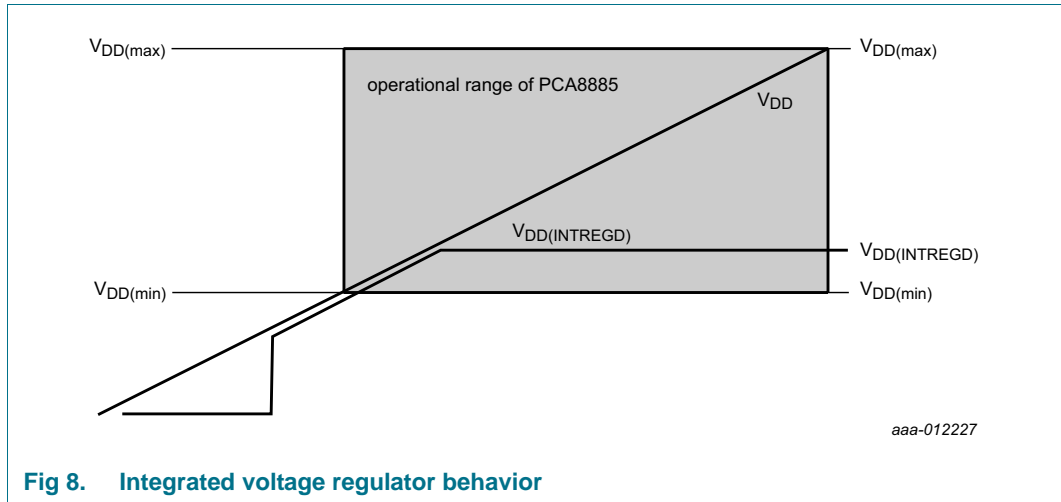 VDD(max)
VDD(max)
operational range of PCA8885
VDD
VDD(INTREGD)
VDD(INTREGD)
VDD(min)
VDD(min)
aaa-012227
Fig 8. Integrated voltage regulator behavior